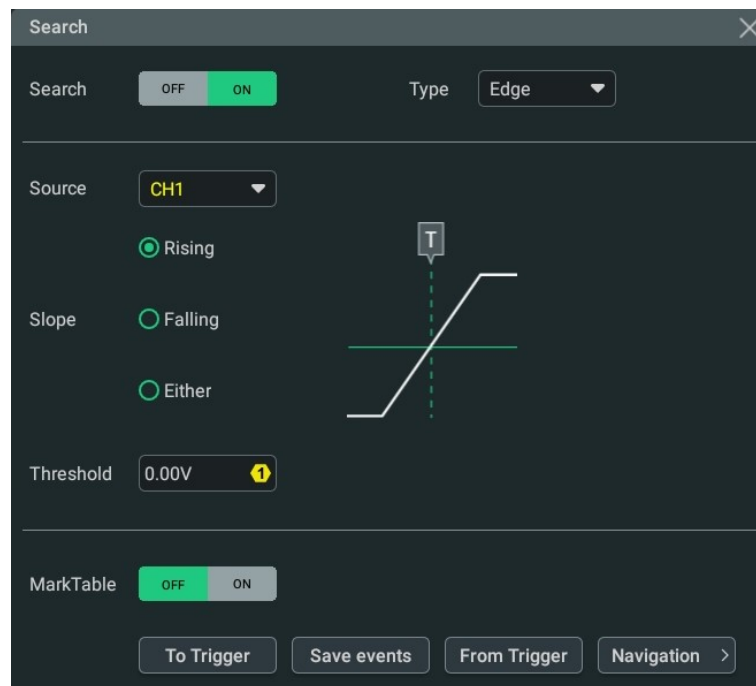 Search
Search OFF ON Type Edge
Source CH1
Rising
T
Slope Falling
Either
Threshold 0.00V 1
MarkTable OFF ON
To Trigger Save events From Trigger Navigation >